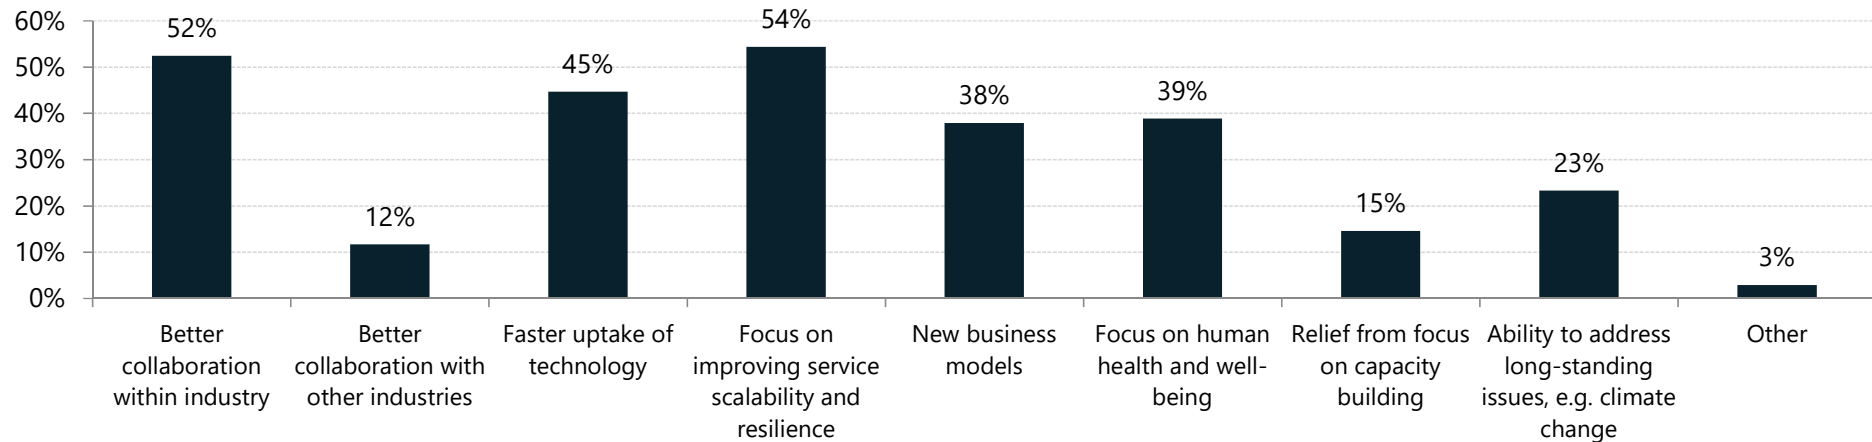 60%
50%
40%
30%
20%
10%
0%
52%
12%
45%
54%
38%
39%
15%
23%
3%
Better
collaboration
within industry
Better
collaboration with
other industries
Faster uptake of
technology
Focus on
improving service
scalability and
resilience
New business
models
Focus on human
health and well-
being
Relief from focus
on capacity
building
Ability to address
long-standing
issues, e.g. climate
change
Other